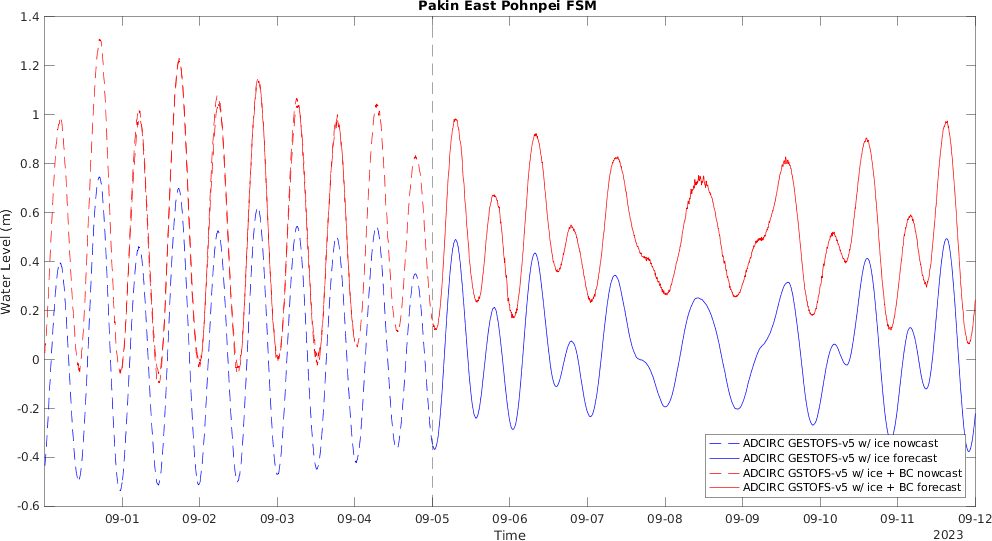 Pakin East Pohnpei FSM
Water Level (m)
1.4
1.2
1
0.8
0.6
0.4
0.2
0
-0.2
-0.4
-0.6
ADCIRC GESTOFS-v5 w/ ice nowcast
ADCIRC GESTOFS-v5 w/ ice forecast
ADCIRC GSTOFS-v5 w/ ice + BC nowcast
ADCIRC GSTOFS-v5 w/ ice + BC forecast
09-01 09-02 09-03 09-04 09-05 09-06 09-07 09-08 09-09 09-10 09-11 09-12
Time
2023